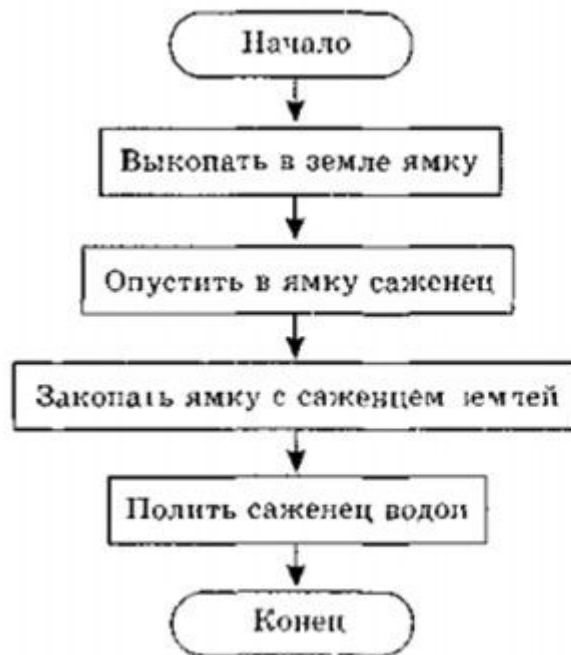 Начало
Выкопать в земле ямку
Опустить в ямку саженец
Закопать ямку с саженцем землей
Полить саженец водой
Конец